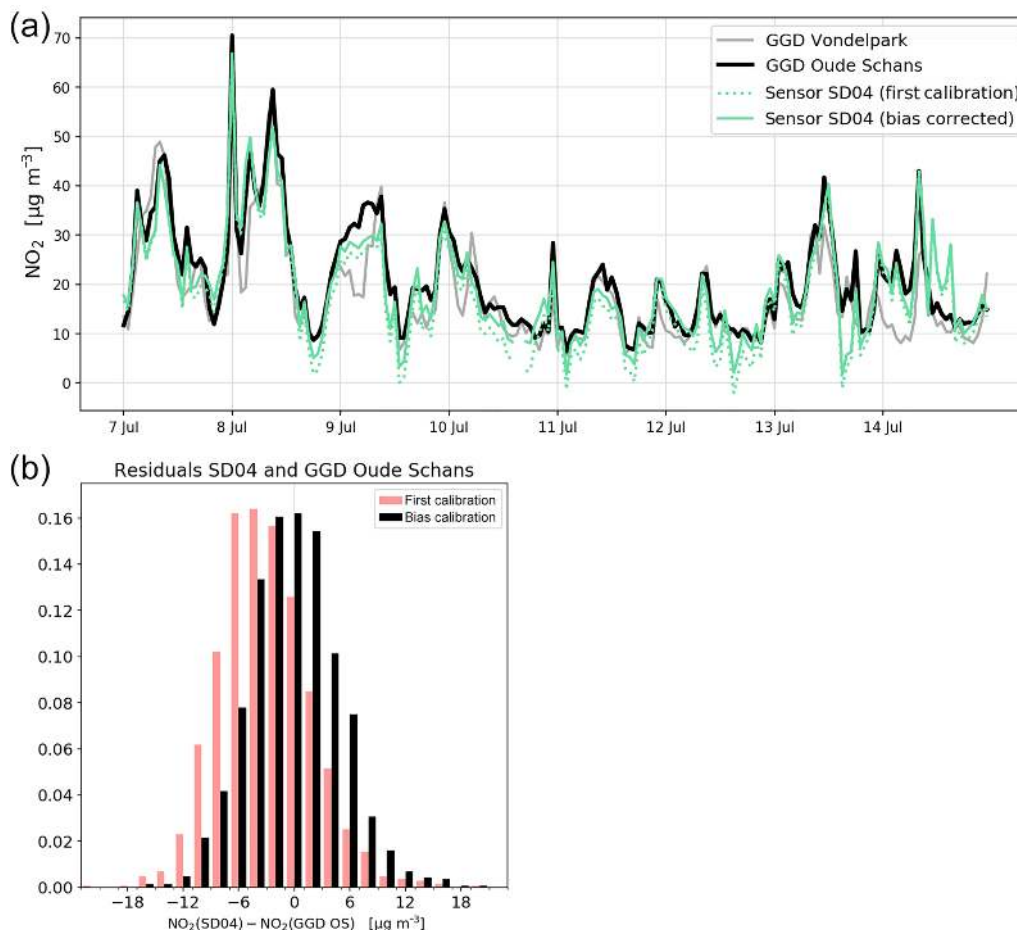 (a)
70
60
50
40
30
20
10
0
NO₂ [µg m⁻³]
GGD Vondelpark
GGD Oude Schans
Sensor SD04 (first calibration)
Sensor SD04 (bias corrected)
7 Jul 8 Jul 9 Jul 10 Jul 11 Jul 12 Jul 13 Jul 14 Jul
(b)
Residuals SD04 and GGD Oude Schans
First calibration
Bias calibration
0.16
0.14
0.12
0.10
0.08
0.06
0.04
0.02
0.00
−18 −12 −6 0 6 12 18
NO₂(SD04) − NO₂(GGD OS) [µg m⁻³]